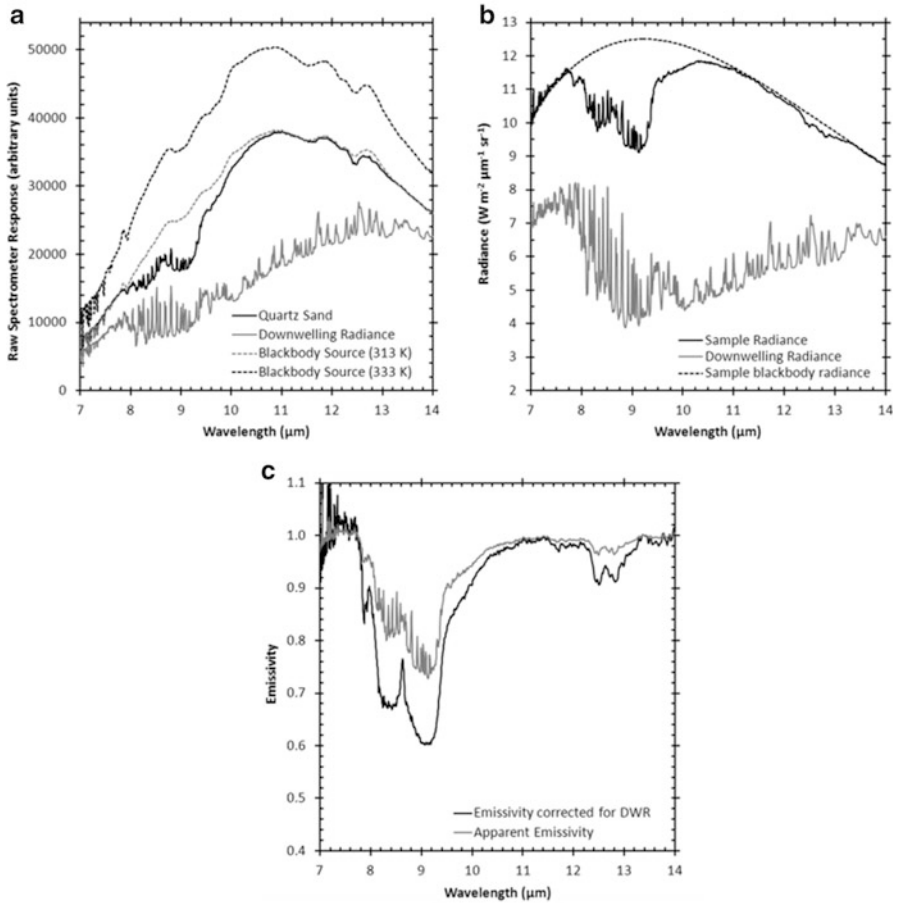 a
50000
40000
30000
20000
10000
0
Raw Spectrometer Response (arbitrary units)
Quartz Sand
Downwelling Radiance
Blackbody Source (313 K)
Blackbody Source (333 K)
7 8 9 10 11 12 13 14
Wavelength (µm)
b
13
12
11
10
9
8
7
6
5
4
3
2
Radiance (W m⁻² µm⁻¹ sr⁻¹)
Sample Radiance
Downwelling Radiance
Sample blackbody radiance
7 8 9 10 11 12 13 14
Wavelength (µm)
c
1.1
1.0
0.9
0.8
0.7
0.6
0.5
0.4
Emissivity
Emissivity corrected for DWR
Apparent Emissivity
7 8 9 10 11 12 13 14
Wavelength (µm)